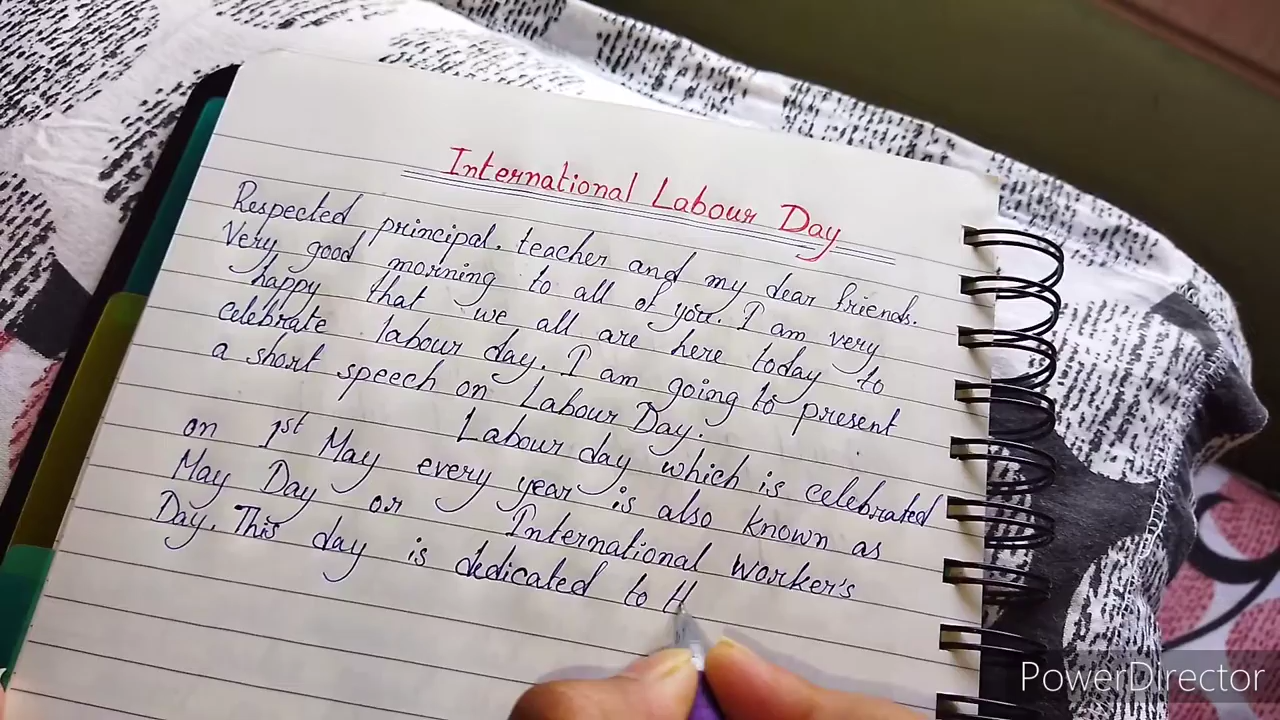 International Labour Day
Respected principal, teacher and my dear friends.
Very good morning to all of you. I am very
happy that we all are here today to
celebrate labour day. I am going to present
a short speech on Labour Day.
Labour day which is celebrated
on 1st May every year is also known as
May Day or International Worker's
Day. This day is dedicated to
PowerDirector